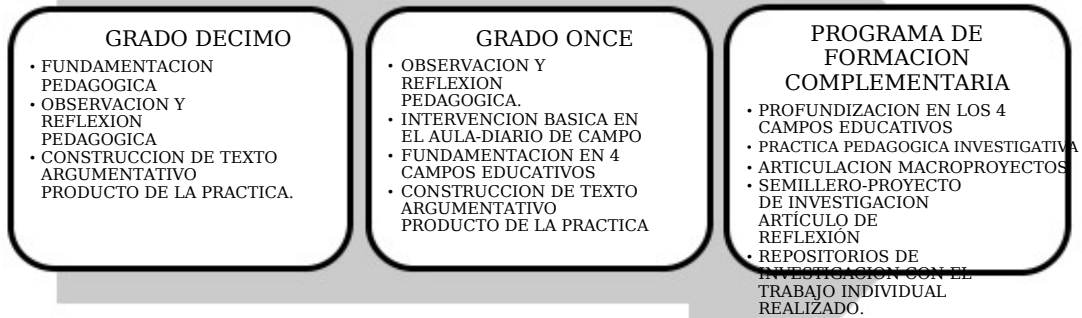 GRADO DECIMO
• FUNDAMENTACION
PEDAGOGICA
• OBSERVACION Y
REFLEXION
PEDAGOGICA
• CONSTRUCCION DE TEXTO
ARGUMENTATIVO
PRODUCTO DE LA PRACTICA.
GRADO ONCE
• OBSERVACION Y
REFLEXION
PEDAGOGICA.
• INTERVENCION BASICA EN
EL AULA-DIARIO DE CAMPO
• FUNDAMENTACION EN 4
CAMPOS EDUCATIVOS
• CONSTRUCCION DE TEXTO
ARGUMENTATIVO
PRODUCTO DE LA PRACTICA
PROGRAMA DE
FORMACION
COMPLEMENTARIA
• PROFUNDIZACION EN LOS 4
CAMPOS EDUCATIVOS
• PRACTICA PEDAGOGICA INVESTIGATIVA
• ARTICULACION MACROPROYECTOS
• SEMILLERO-PROYECTO
DE INVESTIGACION
ARTÍCULO DE
REFLEXIÓN
• REPOSITORIOS DE
INVESTIGACION CON EL
TRABAJO INDIVIDUAL
REALIZADO.